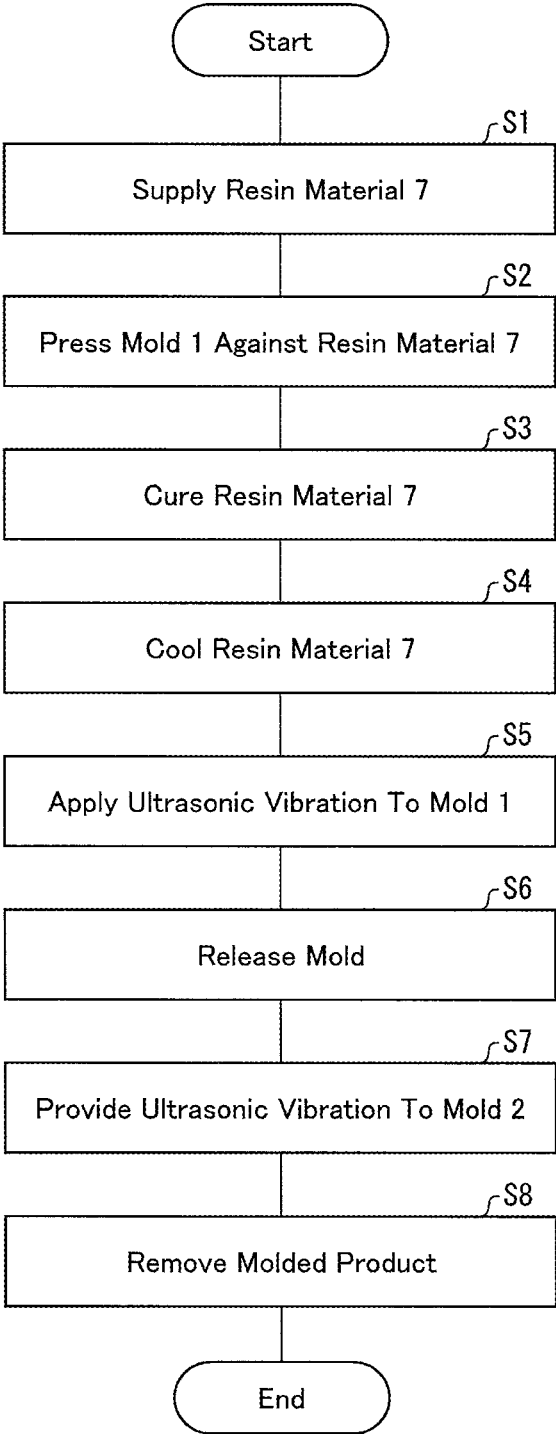 Start
S1
Supply Resin Material 7
S2
Press Mold 1 Against Resin Material 7
S3
Cure Resin Material 7
S4
Cool Resin Material 7
S5
Apply Ultrasonic Vibration To Mold 1
S6
Release Mold
S7
Provide Ultrasonic Vibration To Mold 2
S8
Remove Molded Product
End